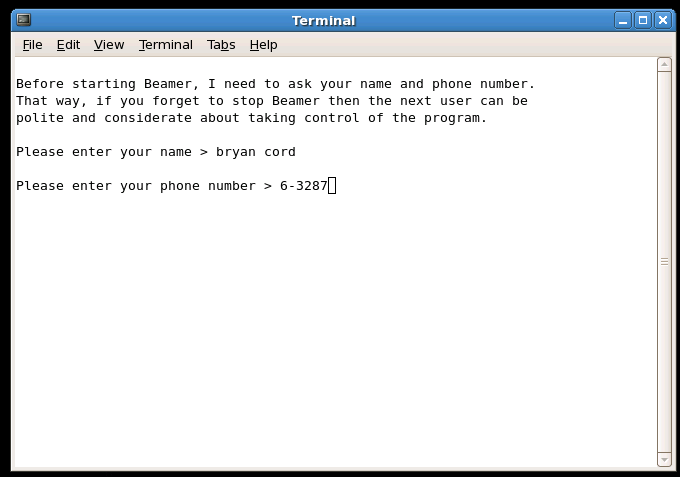 Terminal
File Edit View Terminal Tabs Help
Before starting Beamer, I need to ask your name and phone number.
That way, if you forget to stop Beamer then the next user can be
polite and considerate about taking control of the program.
Please enter your name > bryan cord
Please enter your phone number > 6-3287